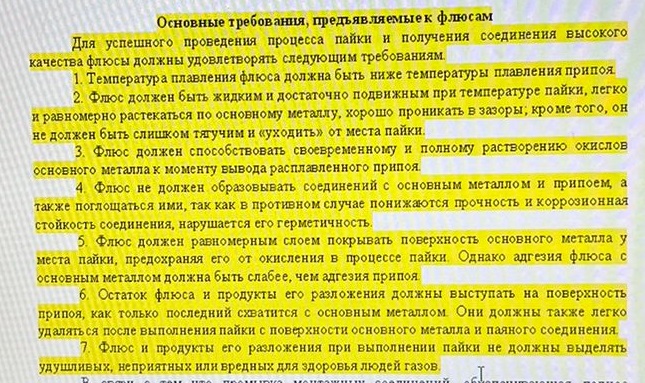 Основные требования, предъявляемые к флюсам
Для успешного проведения процесса пайки и получения соединения высокого
качества флюсы должны удовлетворять следующим требованиям.
1. Температура плавления флюса должна быть ниже температуры плавления припоя.
2. Флюс должен быть жидким и достаточно подвижным при температуре пайки, легко
и равномерно растекаться по основному металлу, хорошо проникать в зазоры; кроме того, он
не должен быть слишком тягучим и «уходить» от места пайки.
3. Флюс должен способствовать своевременному и полному растворению окислов
основного металла к моменту вывода расплавленного припоя.
4. Флюс не должен образовывать соединений с основным металлом и припоем, а
также поглощаться ими, так как в противном случае понижаются прочность и коррозионная
стойкость соединения, нарушается его герметичность.
5. Флюс должен равномерным слоем покрывать поверхность основного металла у
места пайки, предохраняя его от окисления в процессе пайки. Однако адгезия флюса с
основным металлом должна быть слабее, чем адгезия припоя.
6. Остаток флюса и продукты его разложения должны выступать на поверхность
припоя, как только последний схватится с основным металлом. Они должны также легко
удаляться после выполнения пайки с поверхности основного металла и паяного соединения.
7. Флюс и продукты его разложения при выполнении пайки не должны выделять
удушливых, неприятных или вредных для здоровья людей газов.
В связи с тем что промывка монтажных соединений,